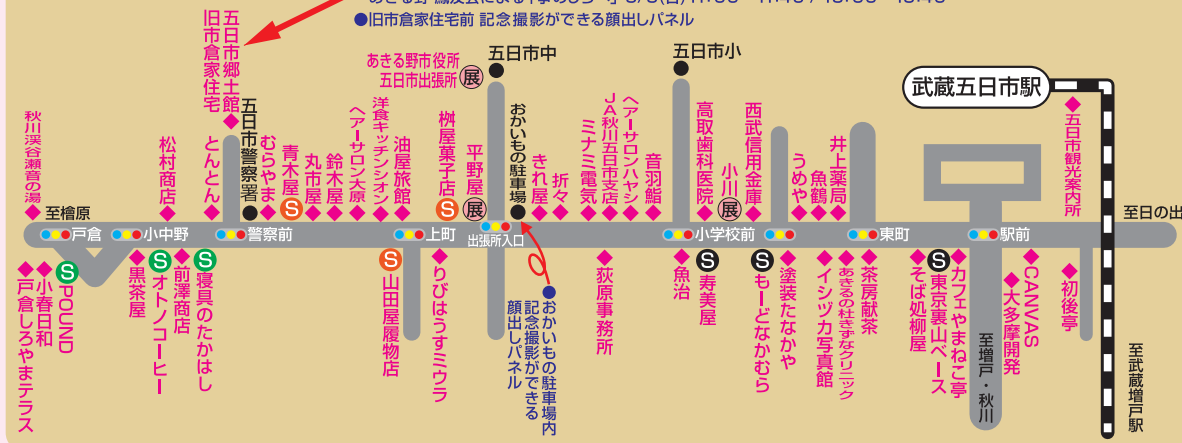 ●旧市倉家住宅前 記念撮影ができる顔出しパネル
五日市郷土館
旧市倉家住宅
あきる野市役所
五日市出張所
展
五日市中
五日市小
武蔵五日市駅
秋川渓谷瀬音の湯
至檜原
松村商店
とんとん
五日市警察署
むらやま
青木屋
S
丸市屋
鈴木屋
ヘアーサロン大原
洋食キッチンシオン
油屋旅館
桝屋菓子店
S
平野屋
展
おかいもの駐車場
きれ屋
折々
ミナミ電気
JA秋川五日市支店
ヘアーサロンハヤシ
音羽鮨
高取歯科医院
小川
展
西武信用金庫
うめや
魚鶴
井上薬局
五日市観光案内所
至日の出
戸倉
小中野
警察前
上町
出張所入口
小学校前
東町
駅前
戸倉しろやまテラス
小春日和
S
POUND
黒茶屋
S
オトノコーヒー
前澤商店
S
寝具のたかはし
S
山田屋履物店
りびはうすミウラ
おかいもの駐車場内
記念撮影ができる
顔出しパネル
荻原事務所
魚治
S
寿美屋
S
もーどなかむら
塗装たなかや
イシヅカ写真館
あきるの杜きずなクリニック
茶房献茶
そば処柳屋
S
東京裏山ベース
カフェやまねこ亭
至増戸・秋川
大多摩開発
CANVAS
初後亭
至武蔵増戸駅